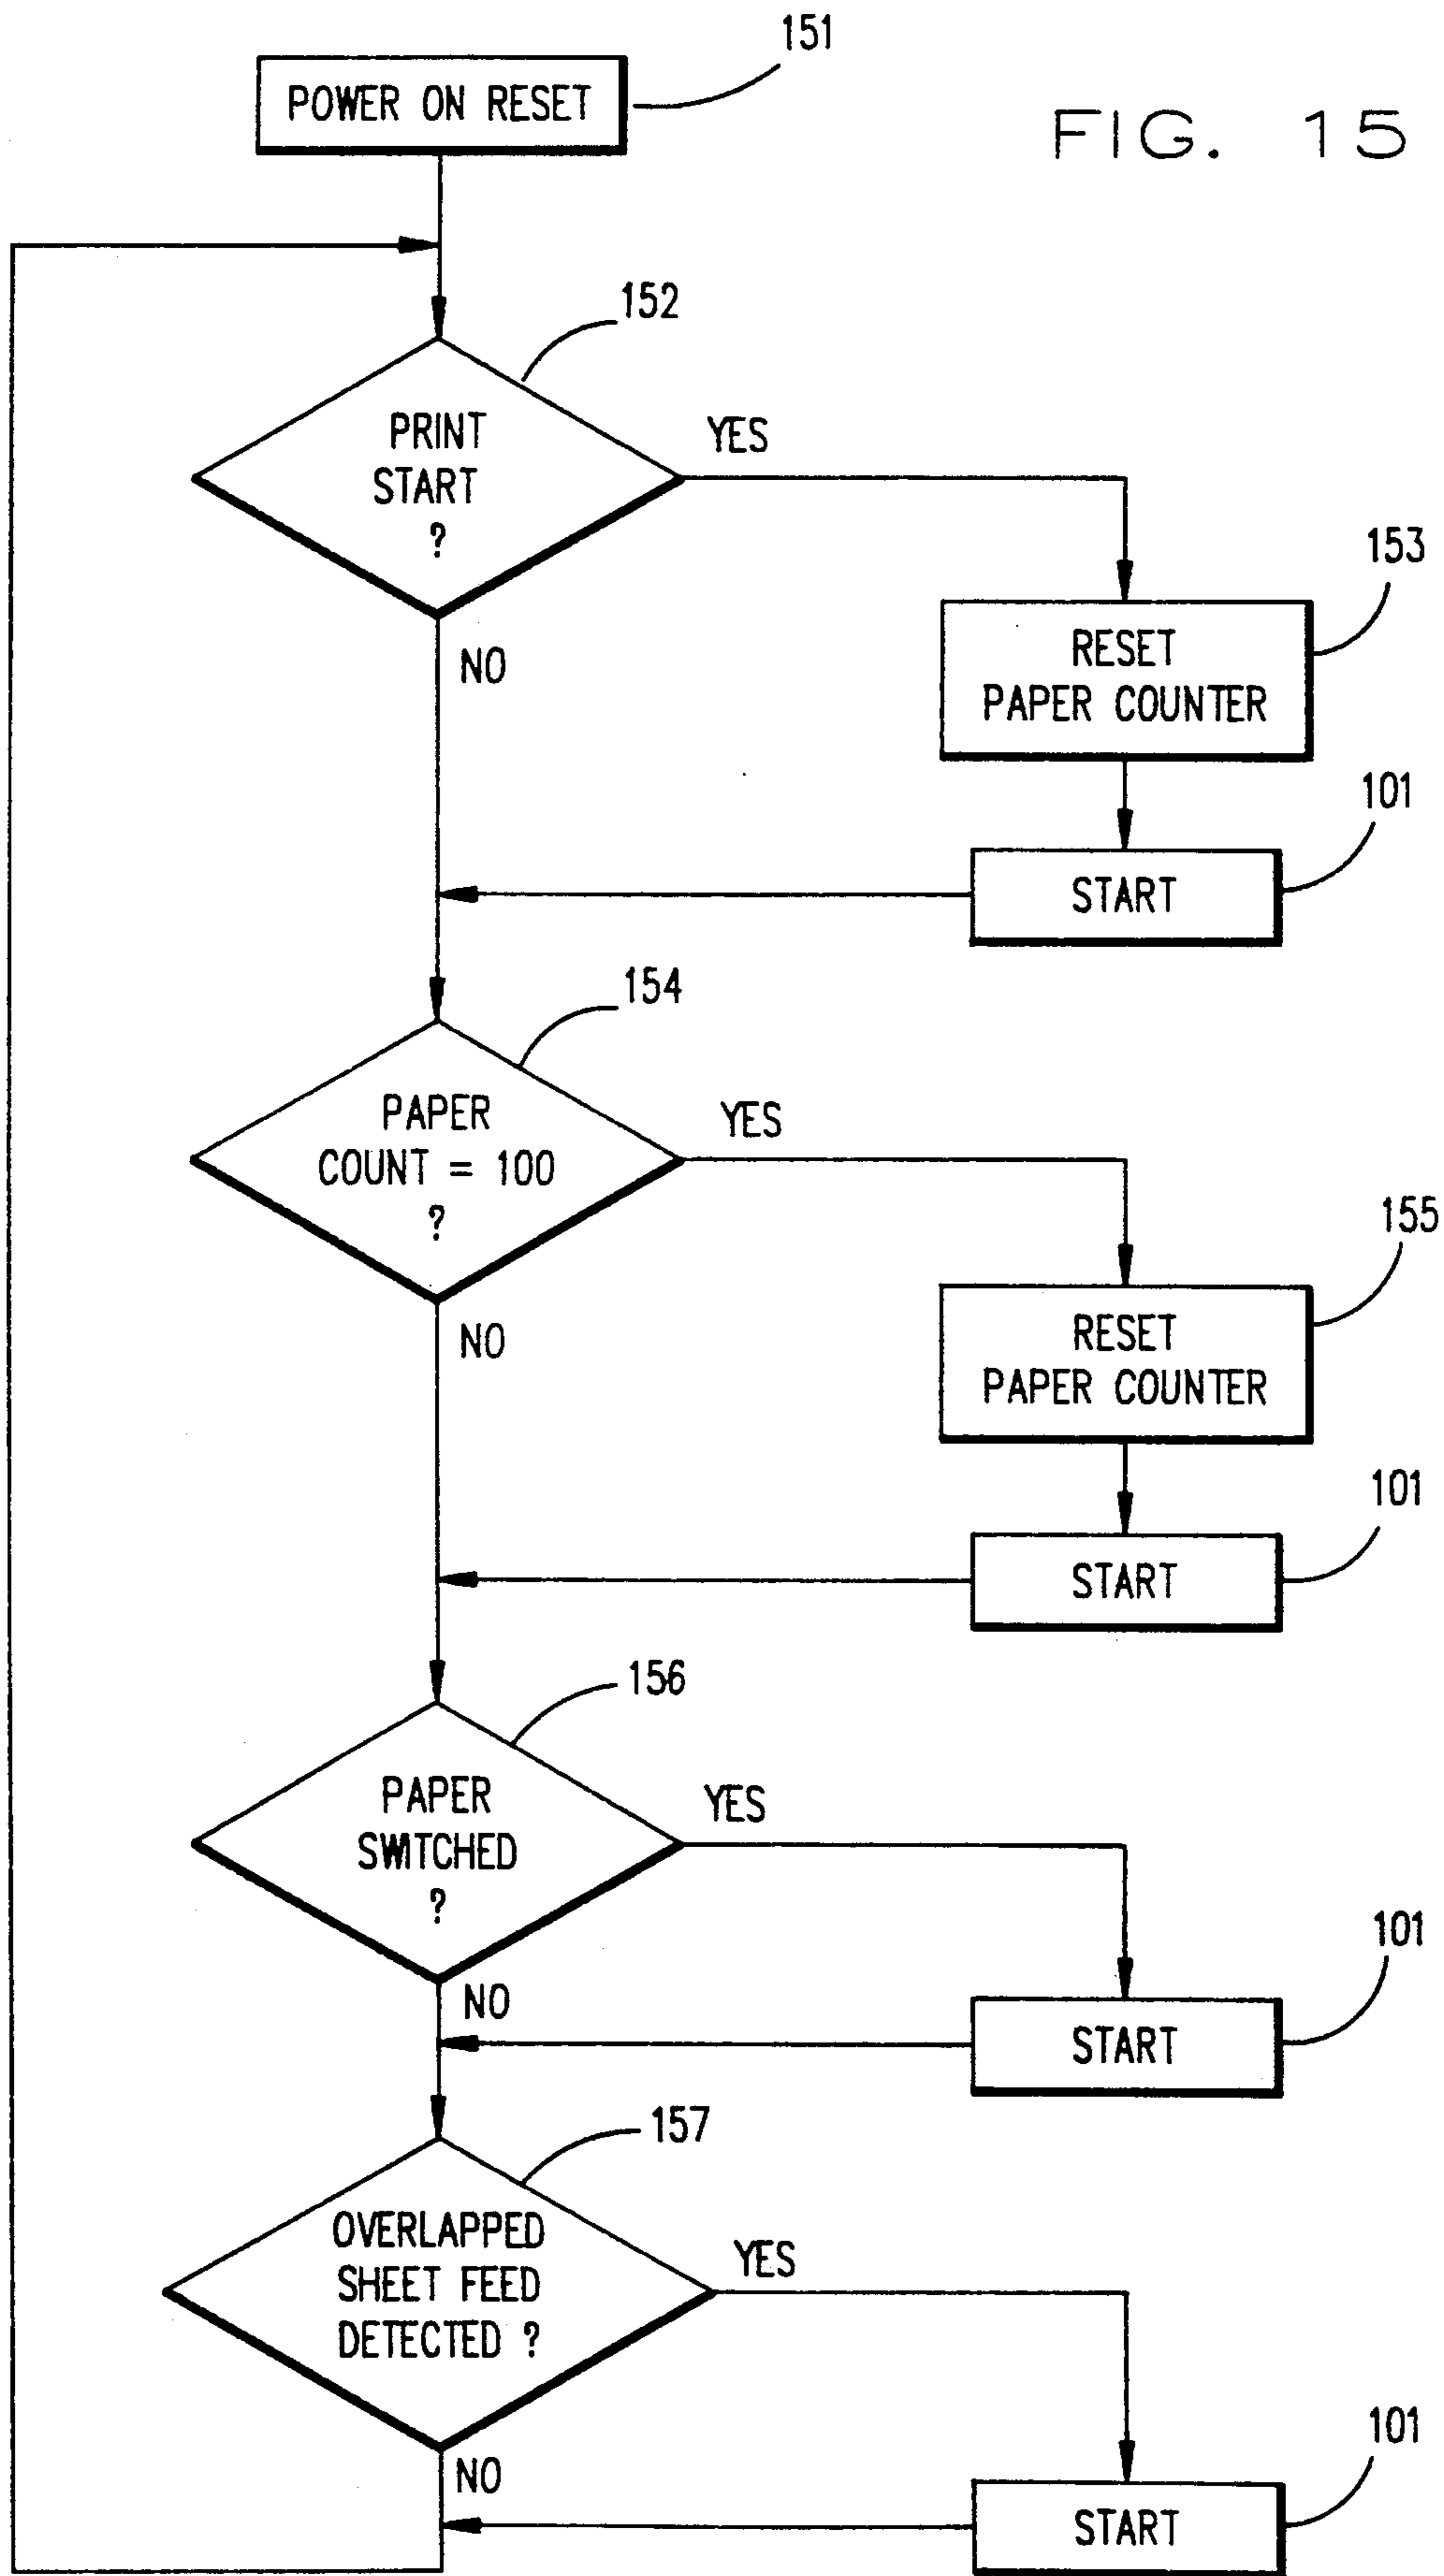 151
POWER ON RESET
FIG. 15
152
PRINT
START
?
YES
NO
153
RESET
PAPER COUNTER
101
START
154
PAPER
COUNT = 100
?
YES
NO
155
RESET
PAPER COUNTER
101
START
156
PAPER
SWITCHED
?
YES
NO
101
START
157
OVERLAPPED
SHEET FEED
DETECTED ?
YES
NO
101
START